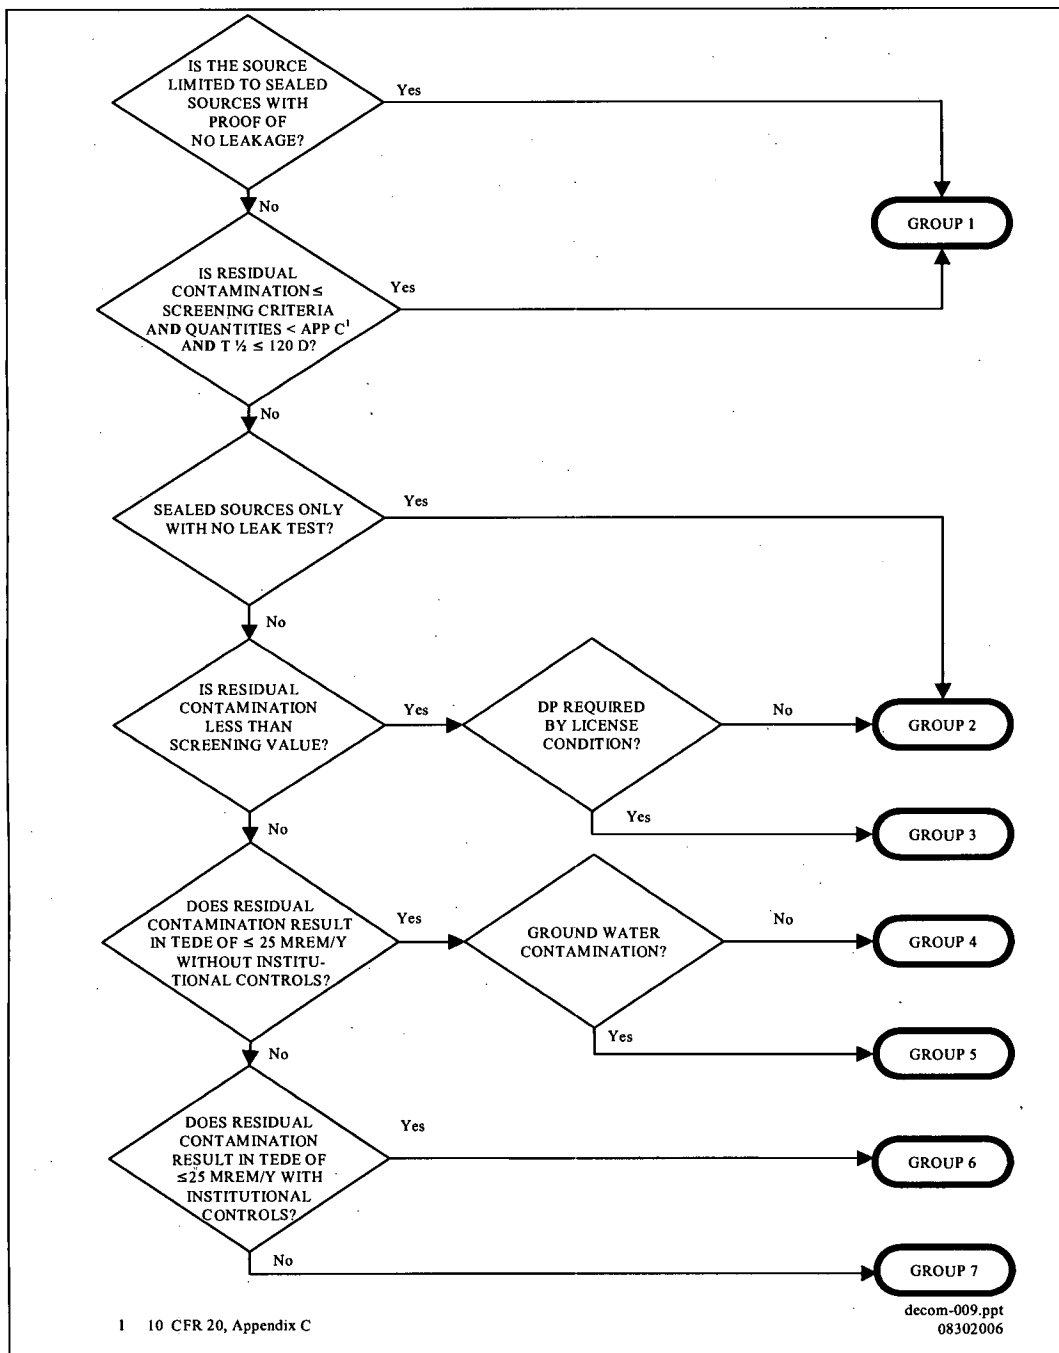 IS THE SOURCE
LIMITED TO SEALED
SOURCES WITH
PROOF OF
NO LEAKAGE?
Yes
No
GROUP 1
IS RESIDUAL
CONTAMINATION ≤
SCREENING CRITERIA
AND QUANTITIES < APP C¹
AND T ½ ≤ 120 D?
Yes
No
SEALED SOURCES ONLY
WITH NO LEAK TEST?
Yes
No
IS RESIDUAL
CONTAMINATION
LESS THAN
SCREENING VALUE?
Yes
DP REQUIRED
BY LICENSE
CONDITION?
No
GROUP 2
Yes
GROUP 3
No
DOES RESIDUAL
CONTAMINATION RESULT
IN TEDE OF ≤ 25 MREM/Y
WITHOUT INSTITU-
TIONAL CONTROLS?
Yes
GROUND WATER
CONTAMINATION?
No
GROUP 4
Yes
GROUP 5
No
DOES RESIDUAL
CONTAMINATION
RESULT IN TEDE OF
≤25 MREM/Y WITH
INSTITUTIONAL
CONTROLS?
Yes
GROUP 6
No
GROUP 7
1 10 CFR 20, Appendix C
decom-009.ppt
08302006